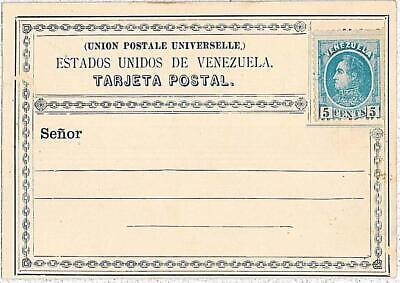 (UNION POSTALE UNIVERSELLE,)
ESTADOS UNIDOS DE VENEZUELA.
TARJETA POSTAL.
VENEZUELA
5 CENTS 5
Señor